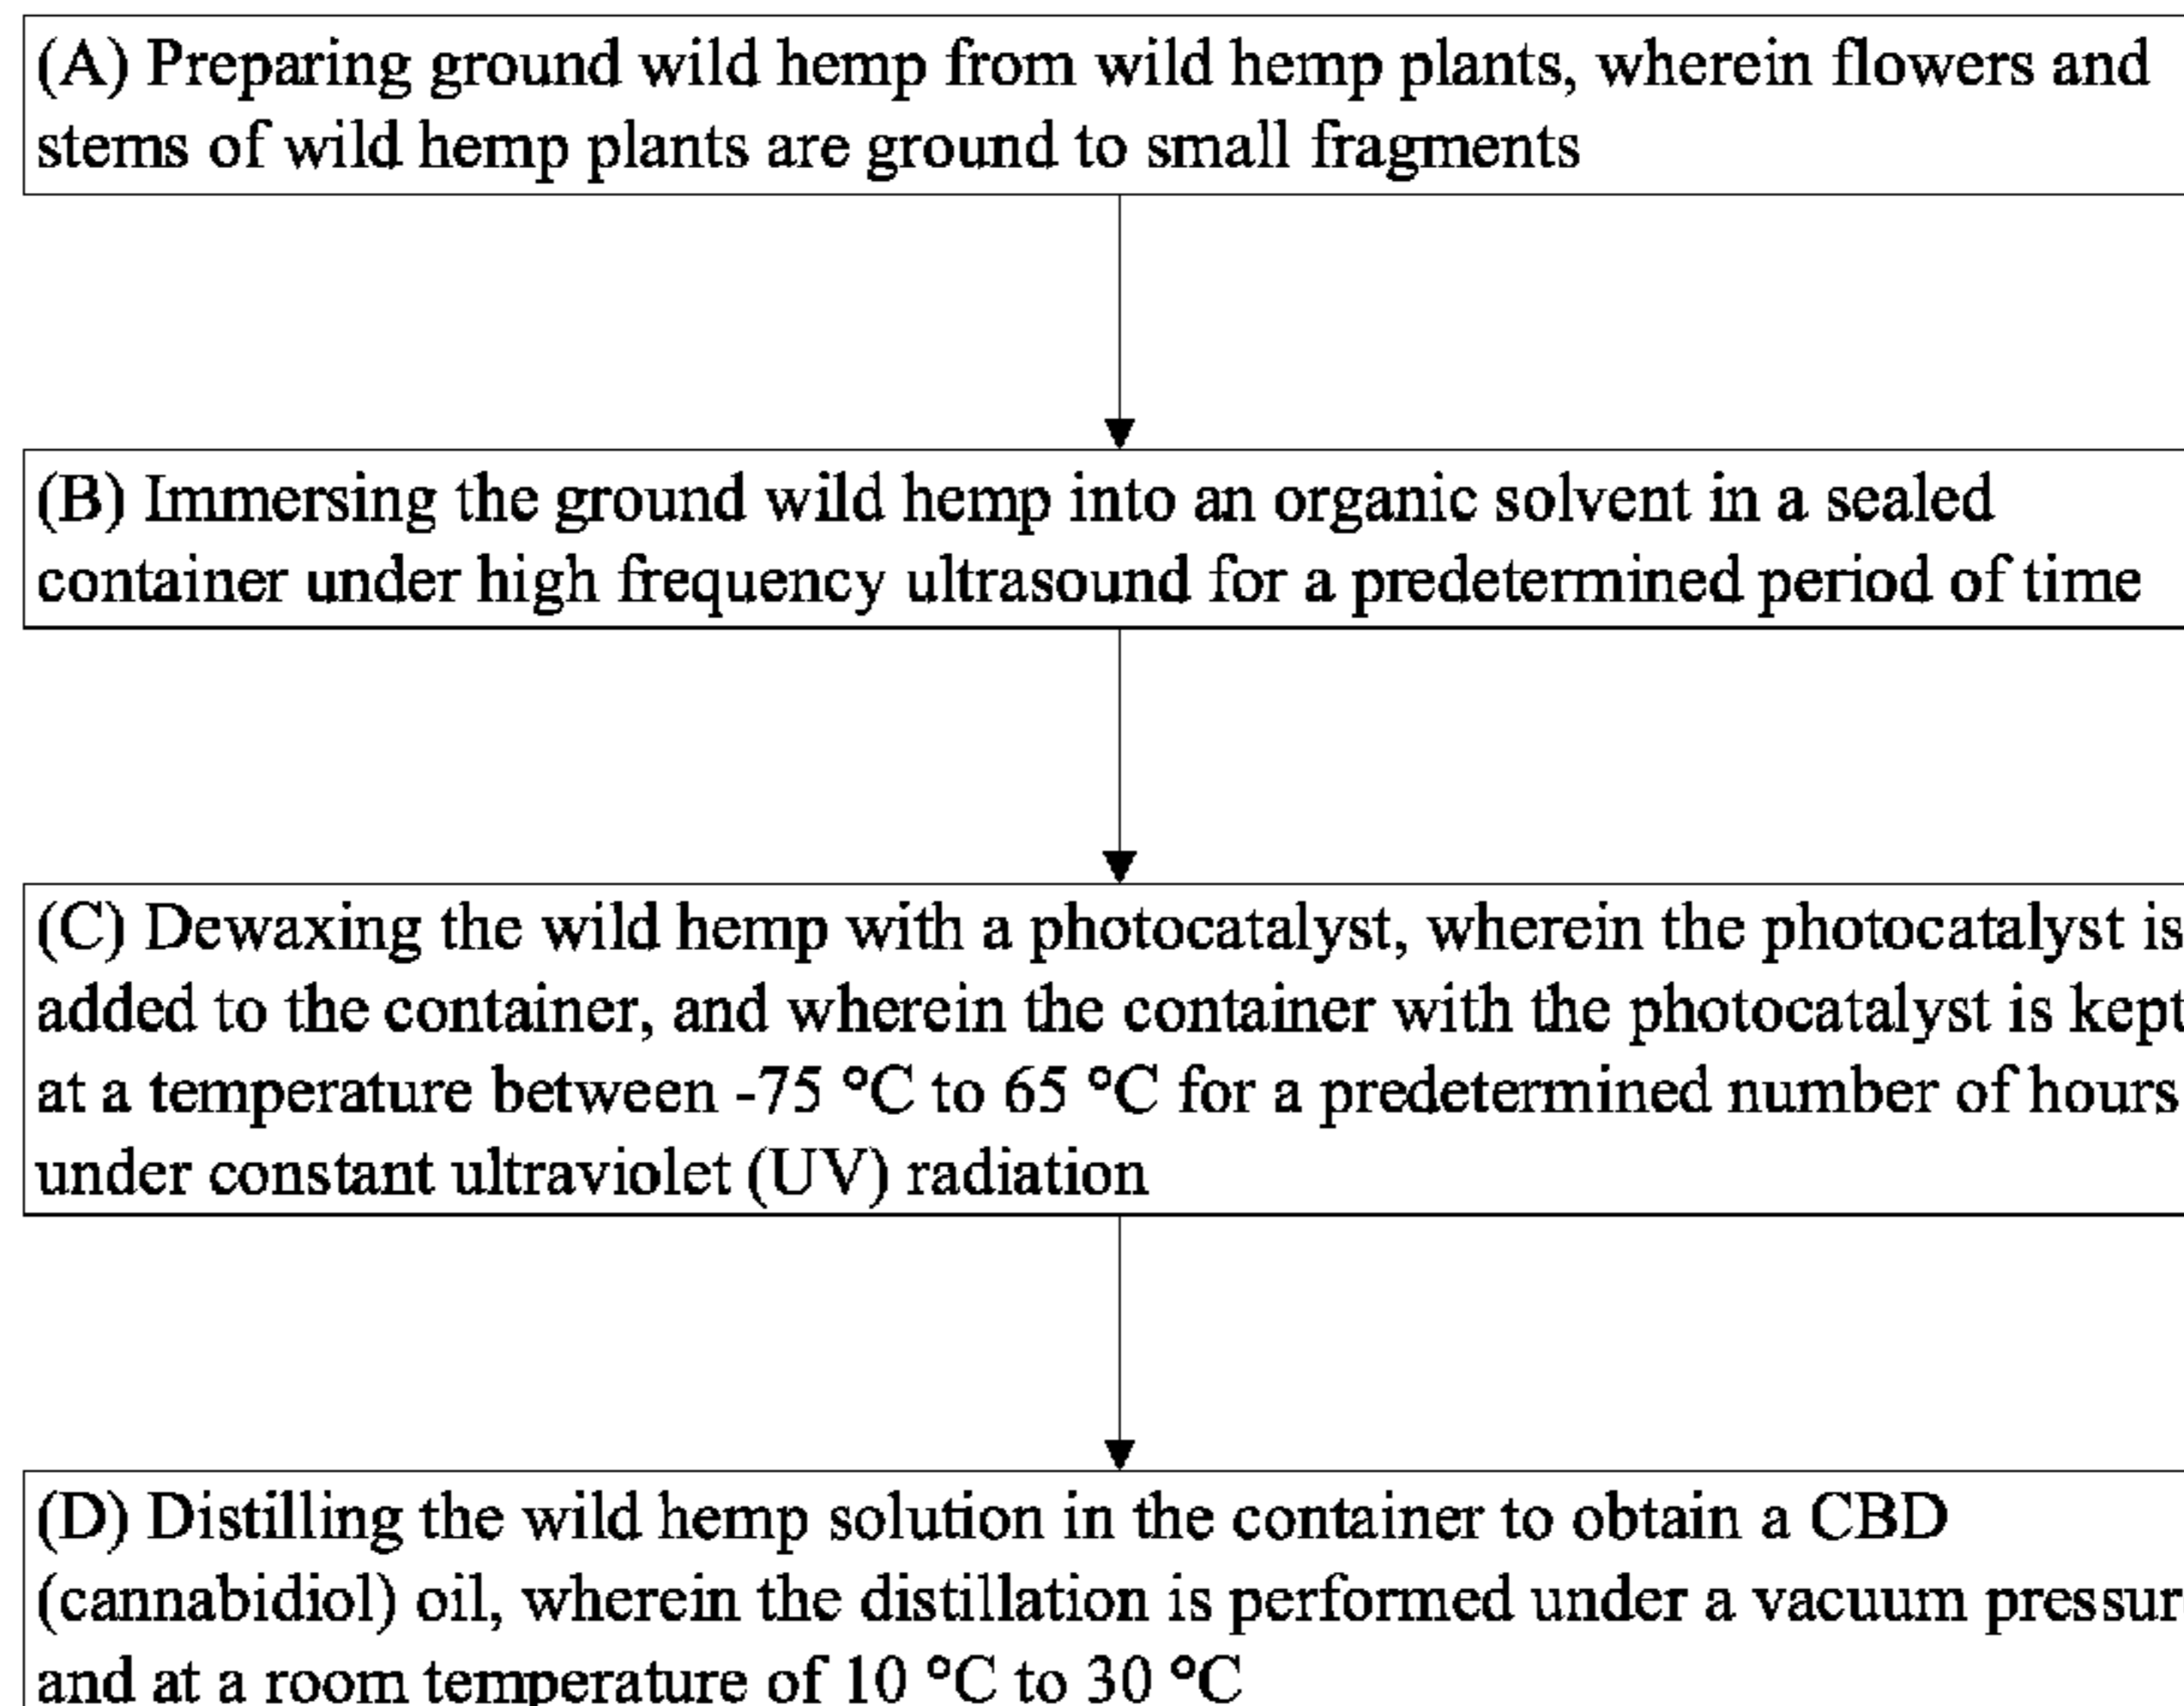 (A) Preparing ground wild hemp from wild hemp plants, wherein flowers and
stems of wild hemp plants are ground to small fragments
(B) Immersing the ground wild hemp into an organic solvent in a sealed
container under high frequency ultrasound for a predetermined period of time
(C) Dewaxing the wild hemp with a photocatalyst, wherein the photocatalyst is
added to the container, and wherein the container with the photocatalyst is kept
at a temperature between -75 °C to 65 °C for a predetermined number of hours
under constant ultraviolet (UV) radiation
(D) Distilling the wild hemp solution in the container to obtain a CBD
(cannabidiol) oil, wherein the distillation is performed under a vacuum pressur
and at a room temperature of 10 °C to 30 °C